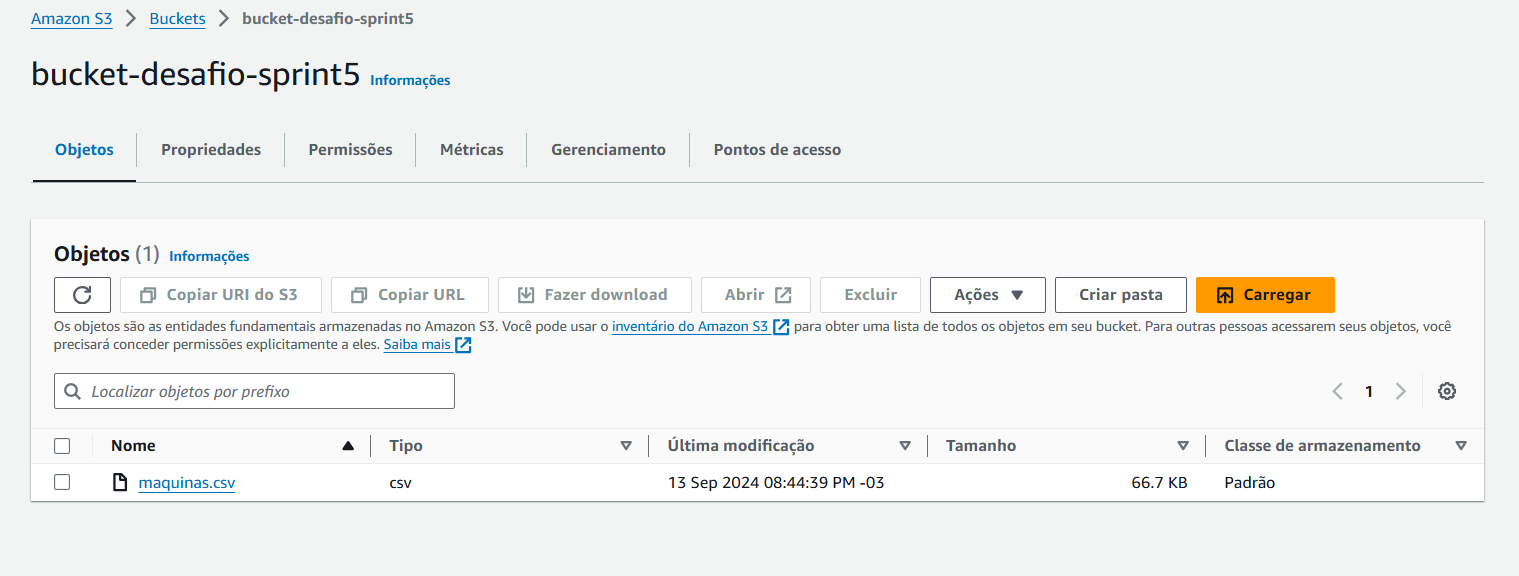 Amazon S3 > Buckets > bucket-desafio-sprint5
bucket-desafio-sprint5 Informações
Objetos Propriedades Permissões Métricas Gerenciamento Pontos de acesso
Objetos (1) Informações
Copiar URI do S3 Copiar URL Fazer download Abrir Excluir Ações Criar pasta Carregar
Os objetos são as entidades fundamentais armazenadas no Amazon S3. Você pode usar o inventário do Amazon S3 para obter uma lista de todos os objetos em seu bucket. Para outras pessoas acessarem seus objetos, você
precisará conceder permissões explicitamente a eles. Saiba mais
Localizar objetos por prefixo
1
Nome Tipo Última modificação Tamanho Classe de armazenamento
maquinas.csv csv 13 Sep 2024 08:44:39 PM -03 66.7 KB Padrão